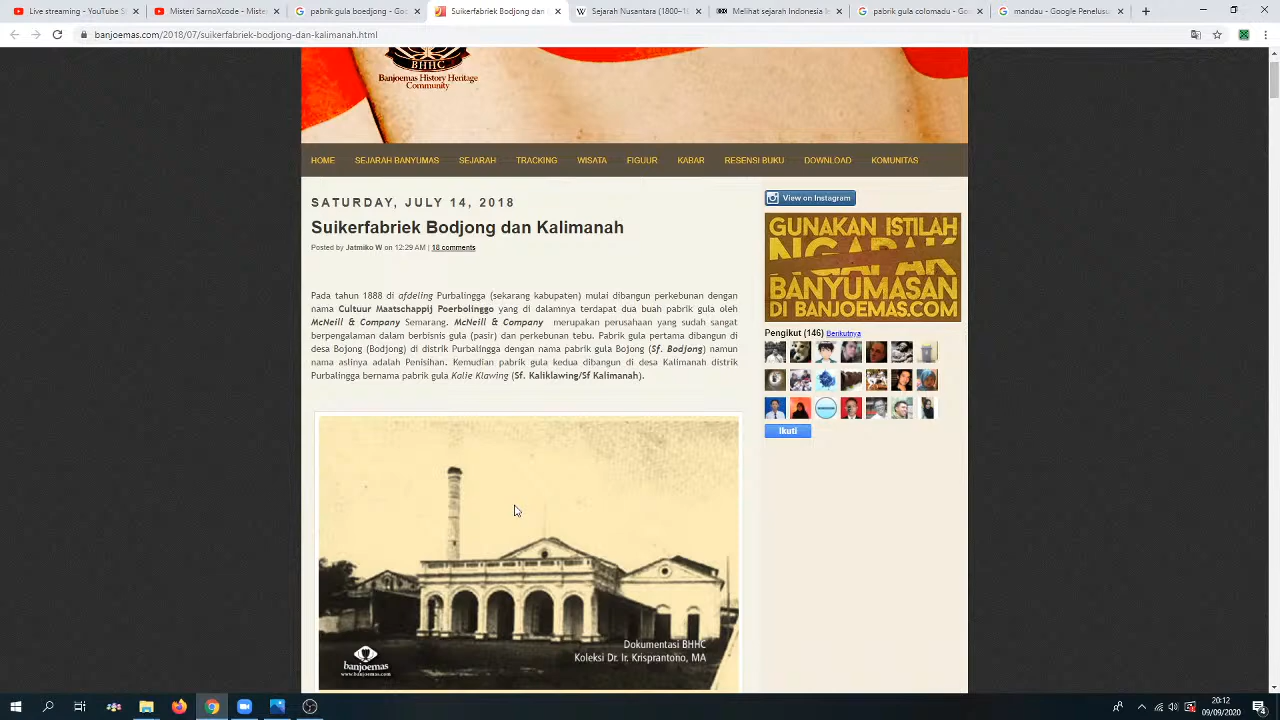 Live streaming - YouTube S
Misteri SarnoXcode - Miste
pabrik gula bodjong - Goo
Suikerfabriek Bodjong dan
Suriname (1800–1
Melihat sejarah Indones
pabrik gula colomadu - Go
mandau - Google Penelusu
banjoemas.com/2018/07/suikerfabriek-bodjong-dan-kalimanah.html
BHHC
Banjoemas History Heritage
Community
HOME SEJARAH BANYUMAS SEJARAH TRACKING WISATA FIGUUR KABAR RESENSI BUKU DOWNLOAD KOMUNITAS
SATURDAY, JULY 14, 2018
Suikerfabriek Bodjong dan Kalimanah
Posted by Jatmiko W on 12:29 AM | 18 comments
Pada tahun 1888 di afdeling Purbalingga (sekarang kabupaten) mulai dibangun perkebunan dengan
nama Cultuur Maatschappij Poerbolinggo yang di dalamnya terdapat dua buah pabrik gula oleh
McNeill & Company Semarang. McNeill & Company merupakan perusahaan yang sudah sangat
berpengalaman dalam berbisnis gula (pasir) dan perkebunan tebu. Pabrik gula pertama dibangun di
desa Bojong (Bodjong) di distrik Purbalingga dengan nama pabrik gula Bojong (Sf. Bodjong) namun
nama aslinya adalah Penisihan. Kemudian pabrik gula kedua dibangun di desa Kalimanah distrik
Purbalingga bernama pabrik gula Kalie Klawing (Sf. Kaliklawing/Sf Kalimanah).
Dokumentasi BHHC
Koleksi Dr. Ir. Krisprantono, MA
banjoemas
www.banjoemas.com
View on Instagram
GUNAKAN ISTILAH
NGAPAK
BANYUMASAN
DI BANJOEMAS.COM
Pengikut (146) Berikutnya
Ikuti
20:12
09/09/2020